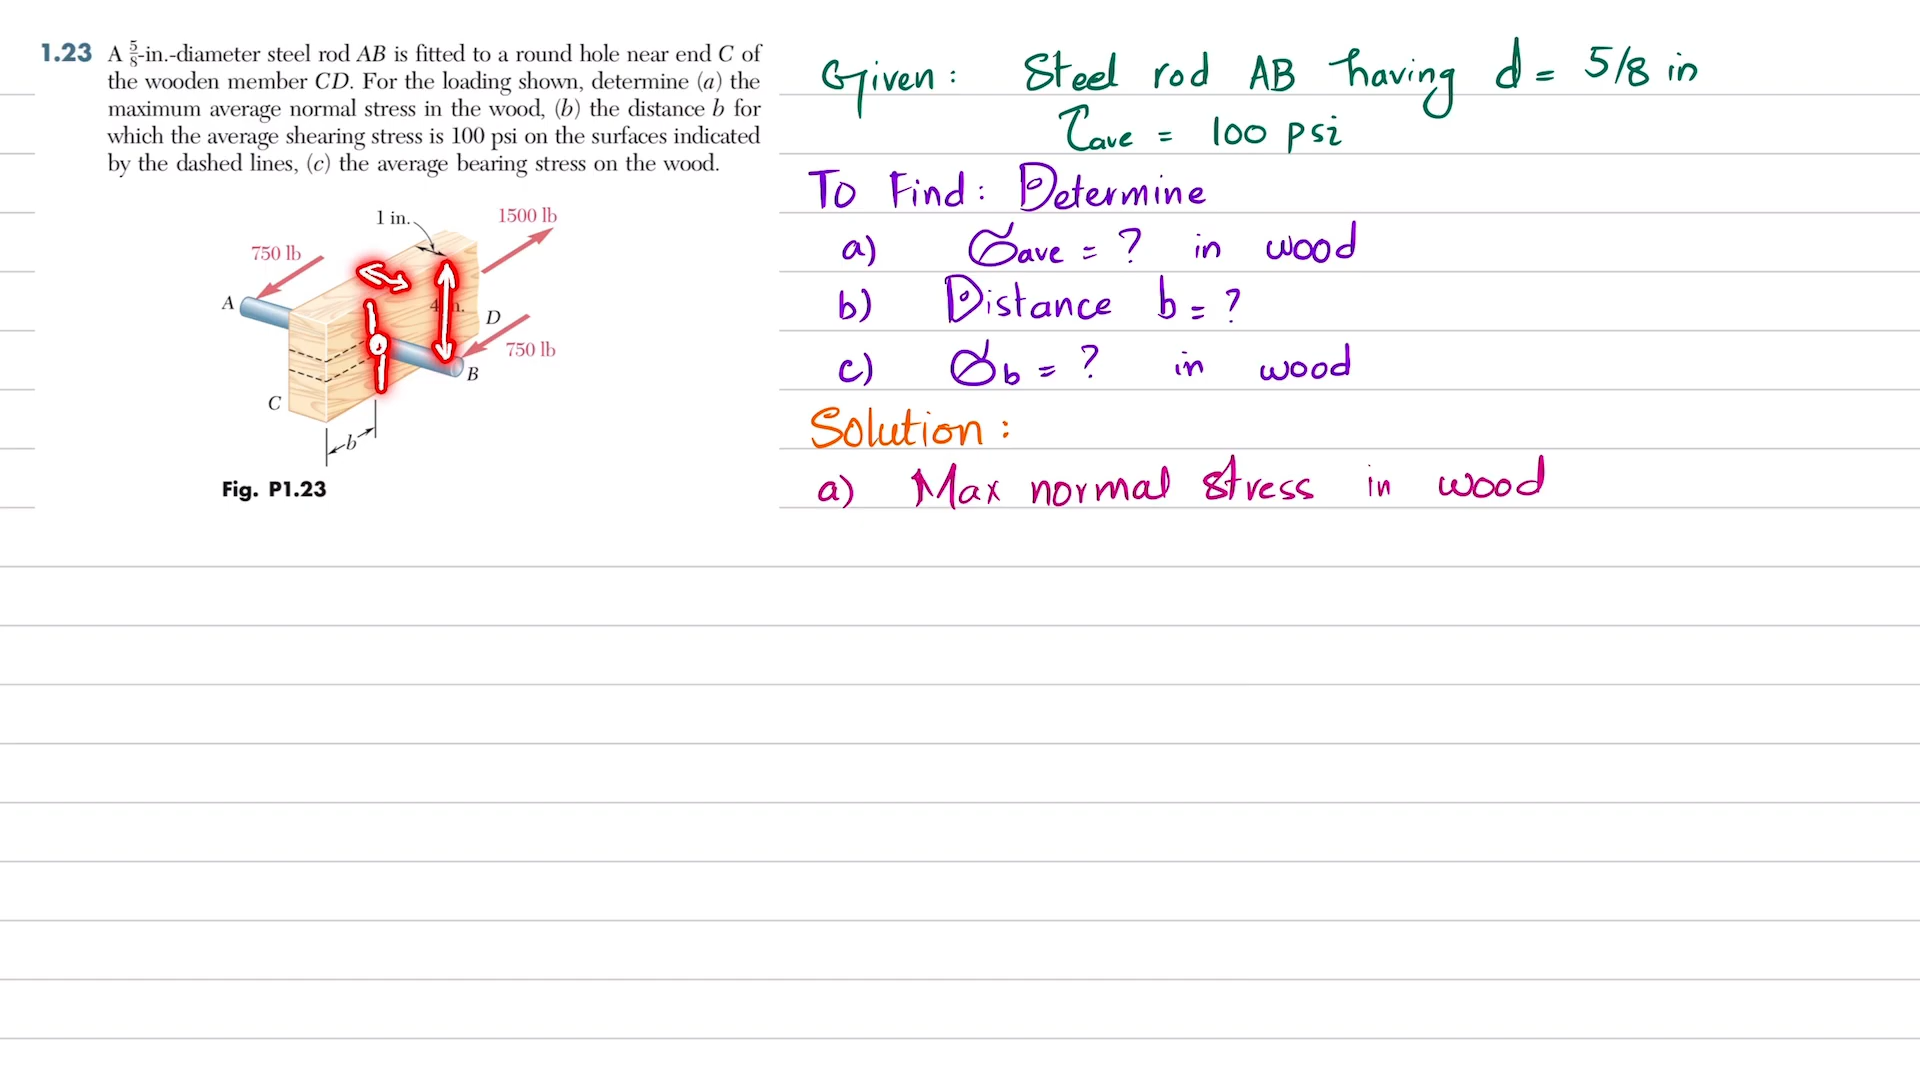 1.23 A 5/8-in.-diameter steel rod AB is fitted to a round hole near end C of
the wooden member CD. For the loading shown, determine (a) the
maximum average normal stress in the wood, (b) the distance b for
which the average shearing stress is 100 psi on the surfaces indicated
by the dashed lines, (c) the average bearing stress on the wood.
1 in.
1500 lb
750 lb
A
D
750 lb
B
C
b
Fig. P1.23
Given: Steel rod AB having d = 5/8 in
τave = 100 psi
To Find: Determine
a) σave = ? in wood
b) Distance b = ?
c) σb = ? in wood
Solution:
a) Max normal stress in wood